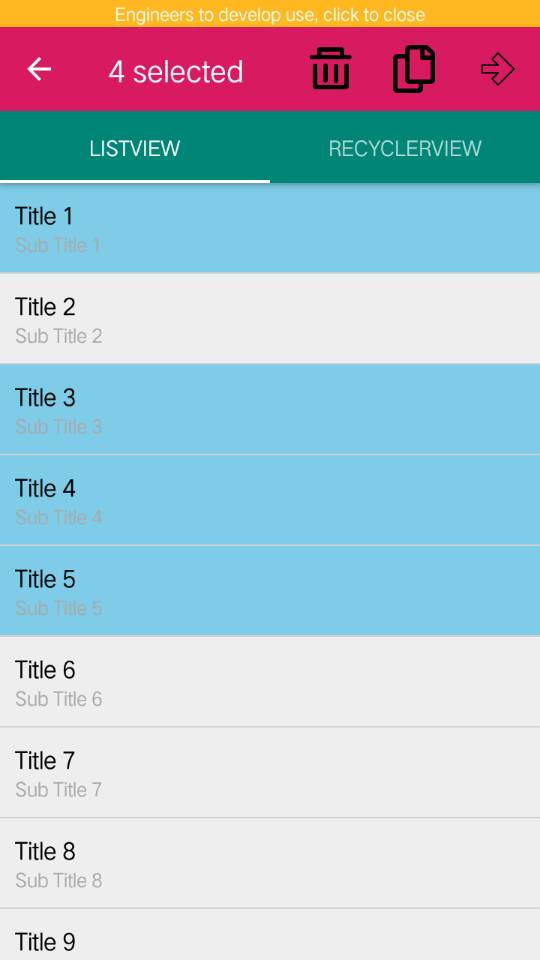 Engineers to develop use, click to close
4 selected
LISTVIEW
RECYCLERVIEW
Title 1
Sub Title 1
Title 2
Sub Title 2
Title 3
Sub Title 3
Title 4
Sub Title 4
Title 5
Sub Title 5
Title 6
Sub Title 6
Title 7
Sub Title 7
Title 8
Sub Title 8
Title 9